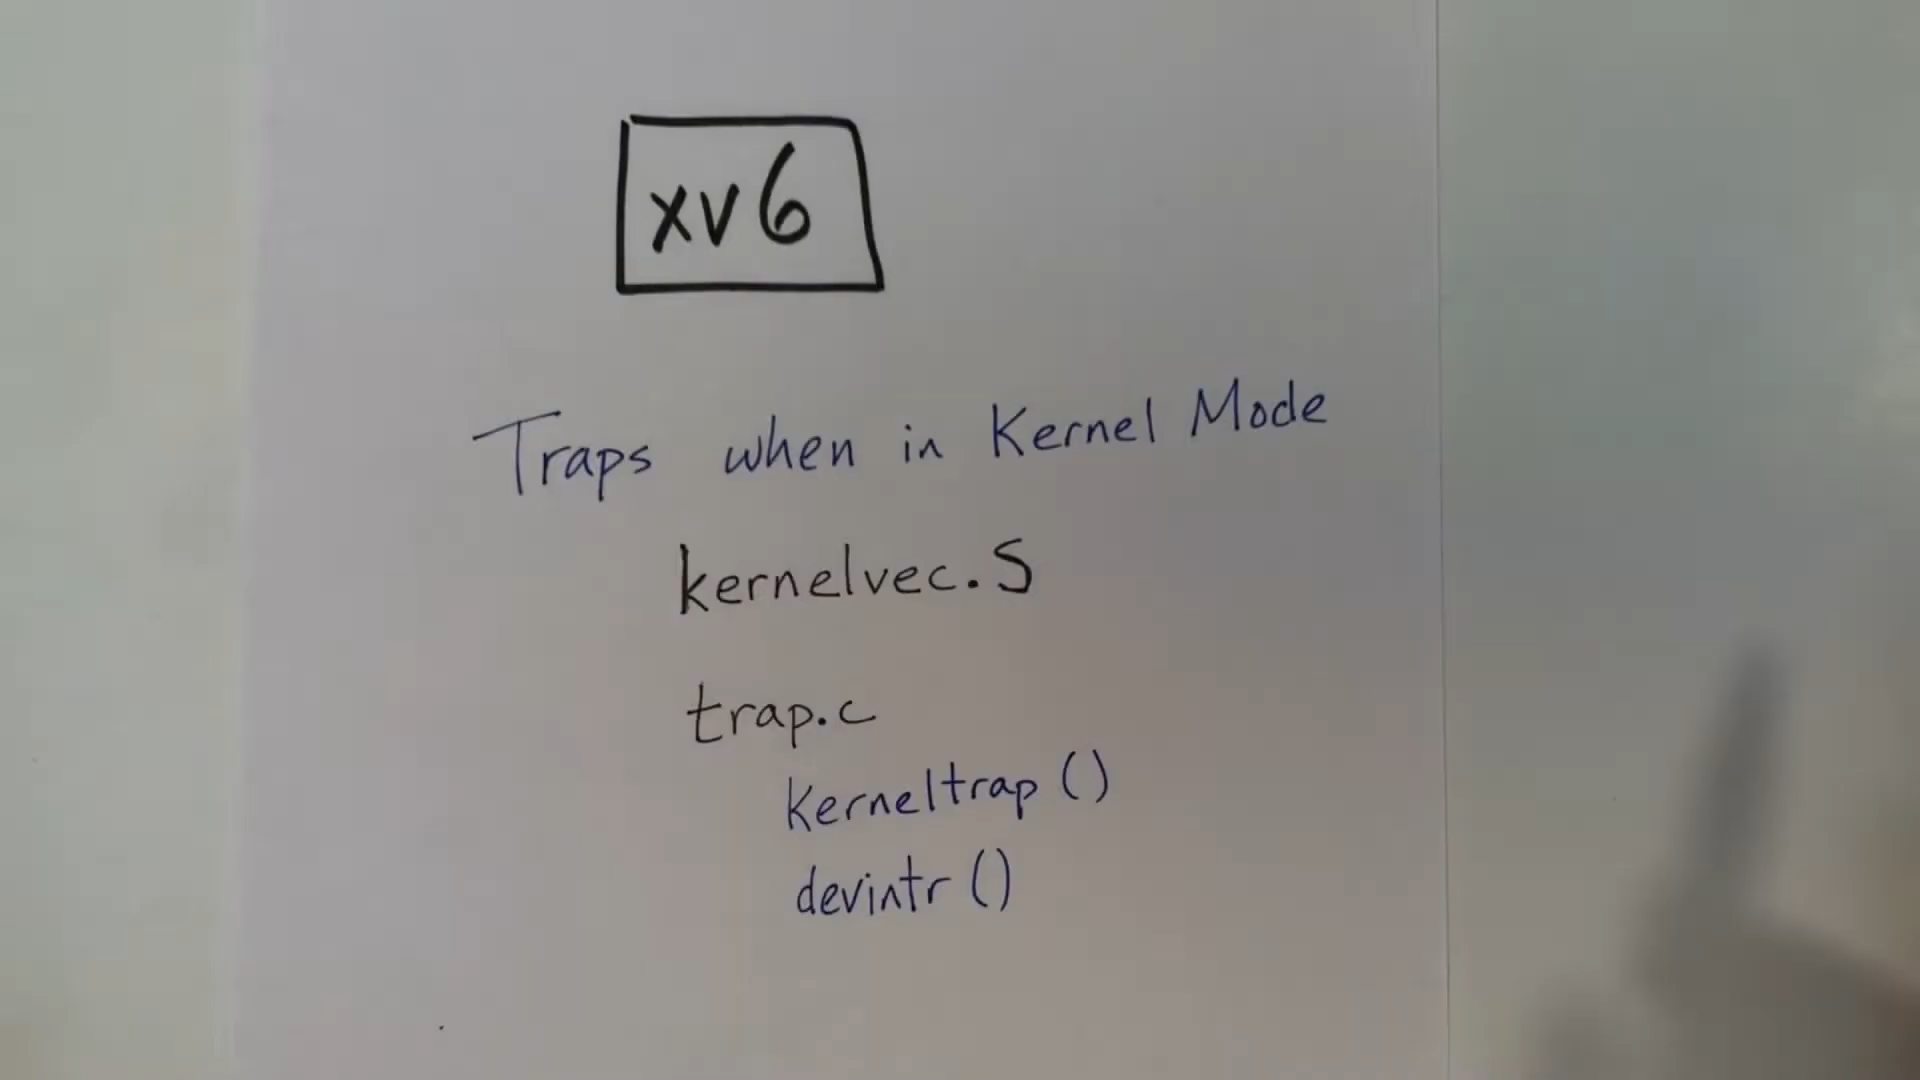 xv6
Traps when in Kernel Mode
kernelvec.S
trap.c
kerneltrap ()
devintr ()